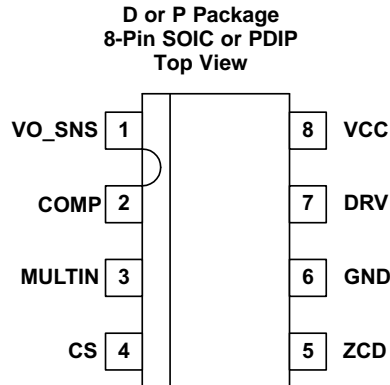 D or P Package
8-Pin SOIC or PDIP
Top View
VO_SNS 1 8 VCC
COMP 2 7 DRV
MULTIN 3 6 GND
CS 4 5 ZCD